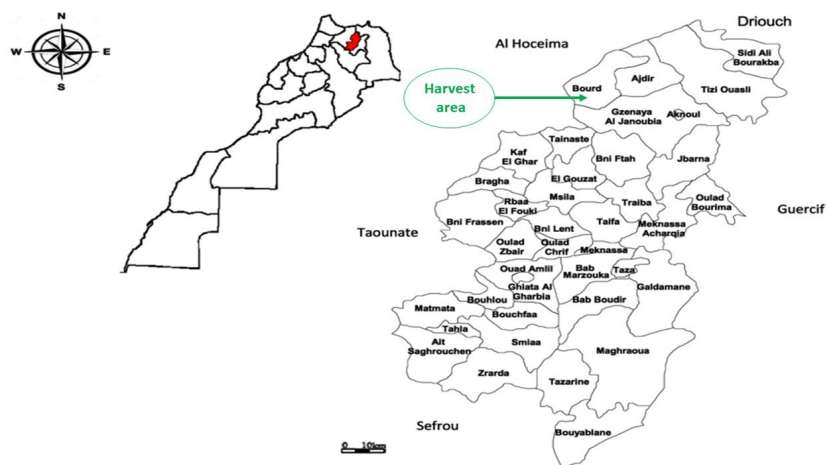 N
W
E
S
Al Hoceima
Driouch
Harvest
area
Sidi Ali
Bourakba
Bourd
Ajdir
Tizi Ouasli
Gznaya
Al Janoubia
Aknoul
Tainaste
Kaf
El Ghar
Bni Ftah
Jbarna
Bragha
El Gouzat
Msila
Rbaa
El Fouki
Traiba
Oulad
Bourima
Bni Frassen
Taifa
Meknassa
Acharqia
Guercif
Taounate
Bni Lent
Oulad
Zbair
Oulad
Chrif
Meknassa
Ouad Amlil
Bab
Marzouka
Taza
Ghiata Al
Gharbia
Galdamane
Bouhlou
Bab Boudir
Matmata
Bouchfaa
Tahla
Ait
Saghrouchen
Smiaa
Maghraoua
Zrarda
Tazarine
Sefrou
Bouyablane
0 10km